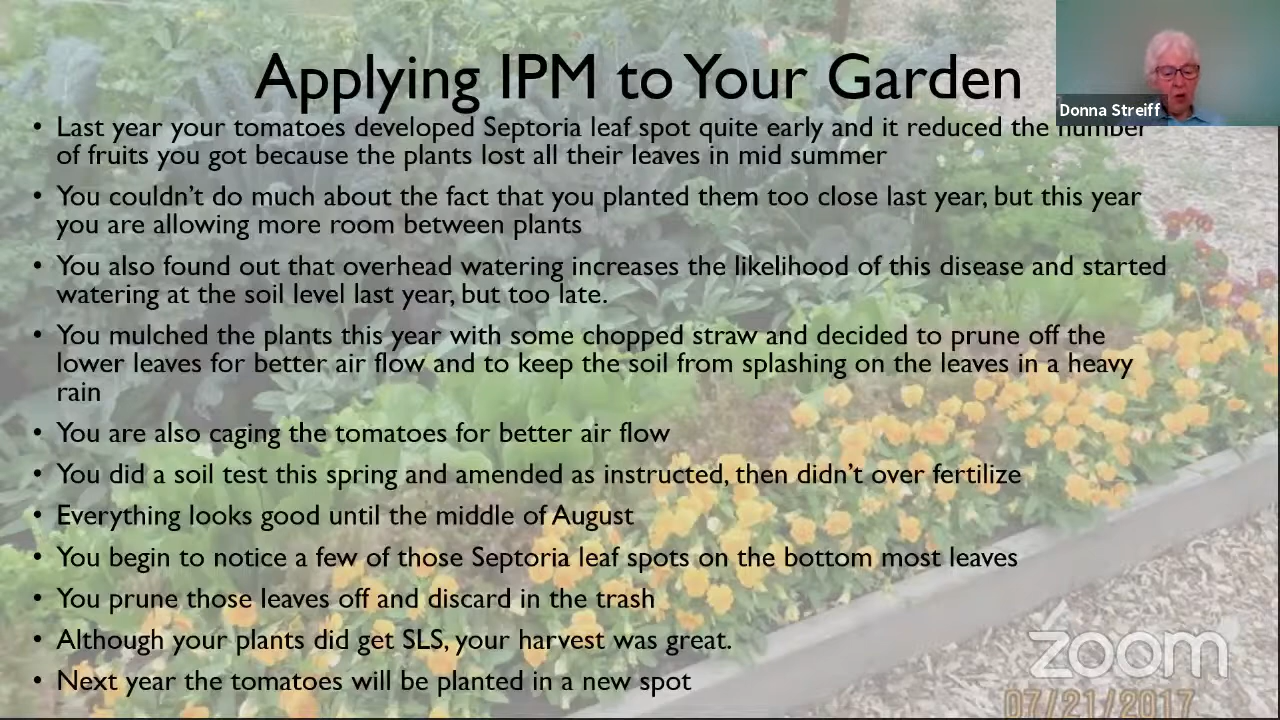 Applying IPM to Your Garden
Donna Streiff
• Last year your tomatoes developed Septoria leaf spot quite early and it reduced the number
of fruits you got because the plants lost all their leaves in mid summer
• You couldn’t do much about the fact that you planted them too close last year, but this year
you are allowing more room between plants
• You also found out that overhead watering increases the likelihood of this disease and started
watering at the soil level last year, but too late.
• You mulched the plants this year with some chopped straw and decided to prune off the
lower leaves for better air flow and to keep the soil from splashing on the leaves in a heavy
rain
• You are also caging the tomatoes for better air flow
• You did a soil test this spring and amended as instructed, then didn’t over fertilize
• Everything looks good until the middle of August
• You begin to notice a few of those Septoria leaf spots on the bottom most leaves
• You prune those leaves off and discard in the trash
• Although your plants did get SLS, your harvest was great.
• Next year the tomatoes will be planted in a new spot
zoom
07/21/2017